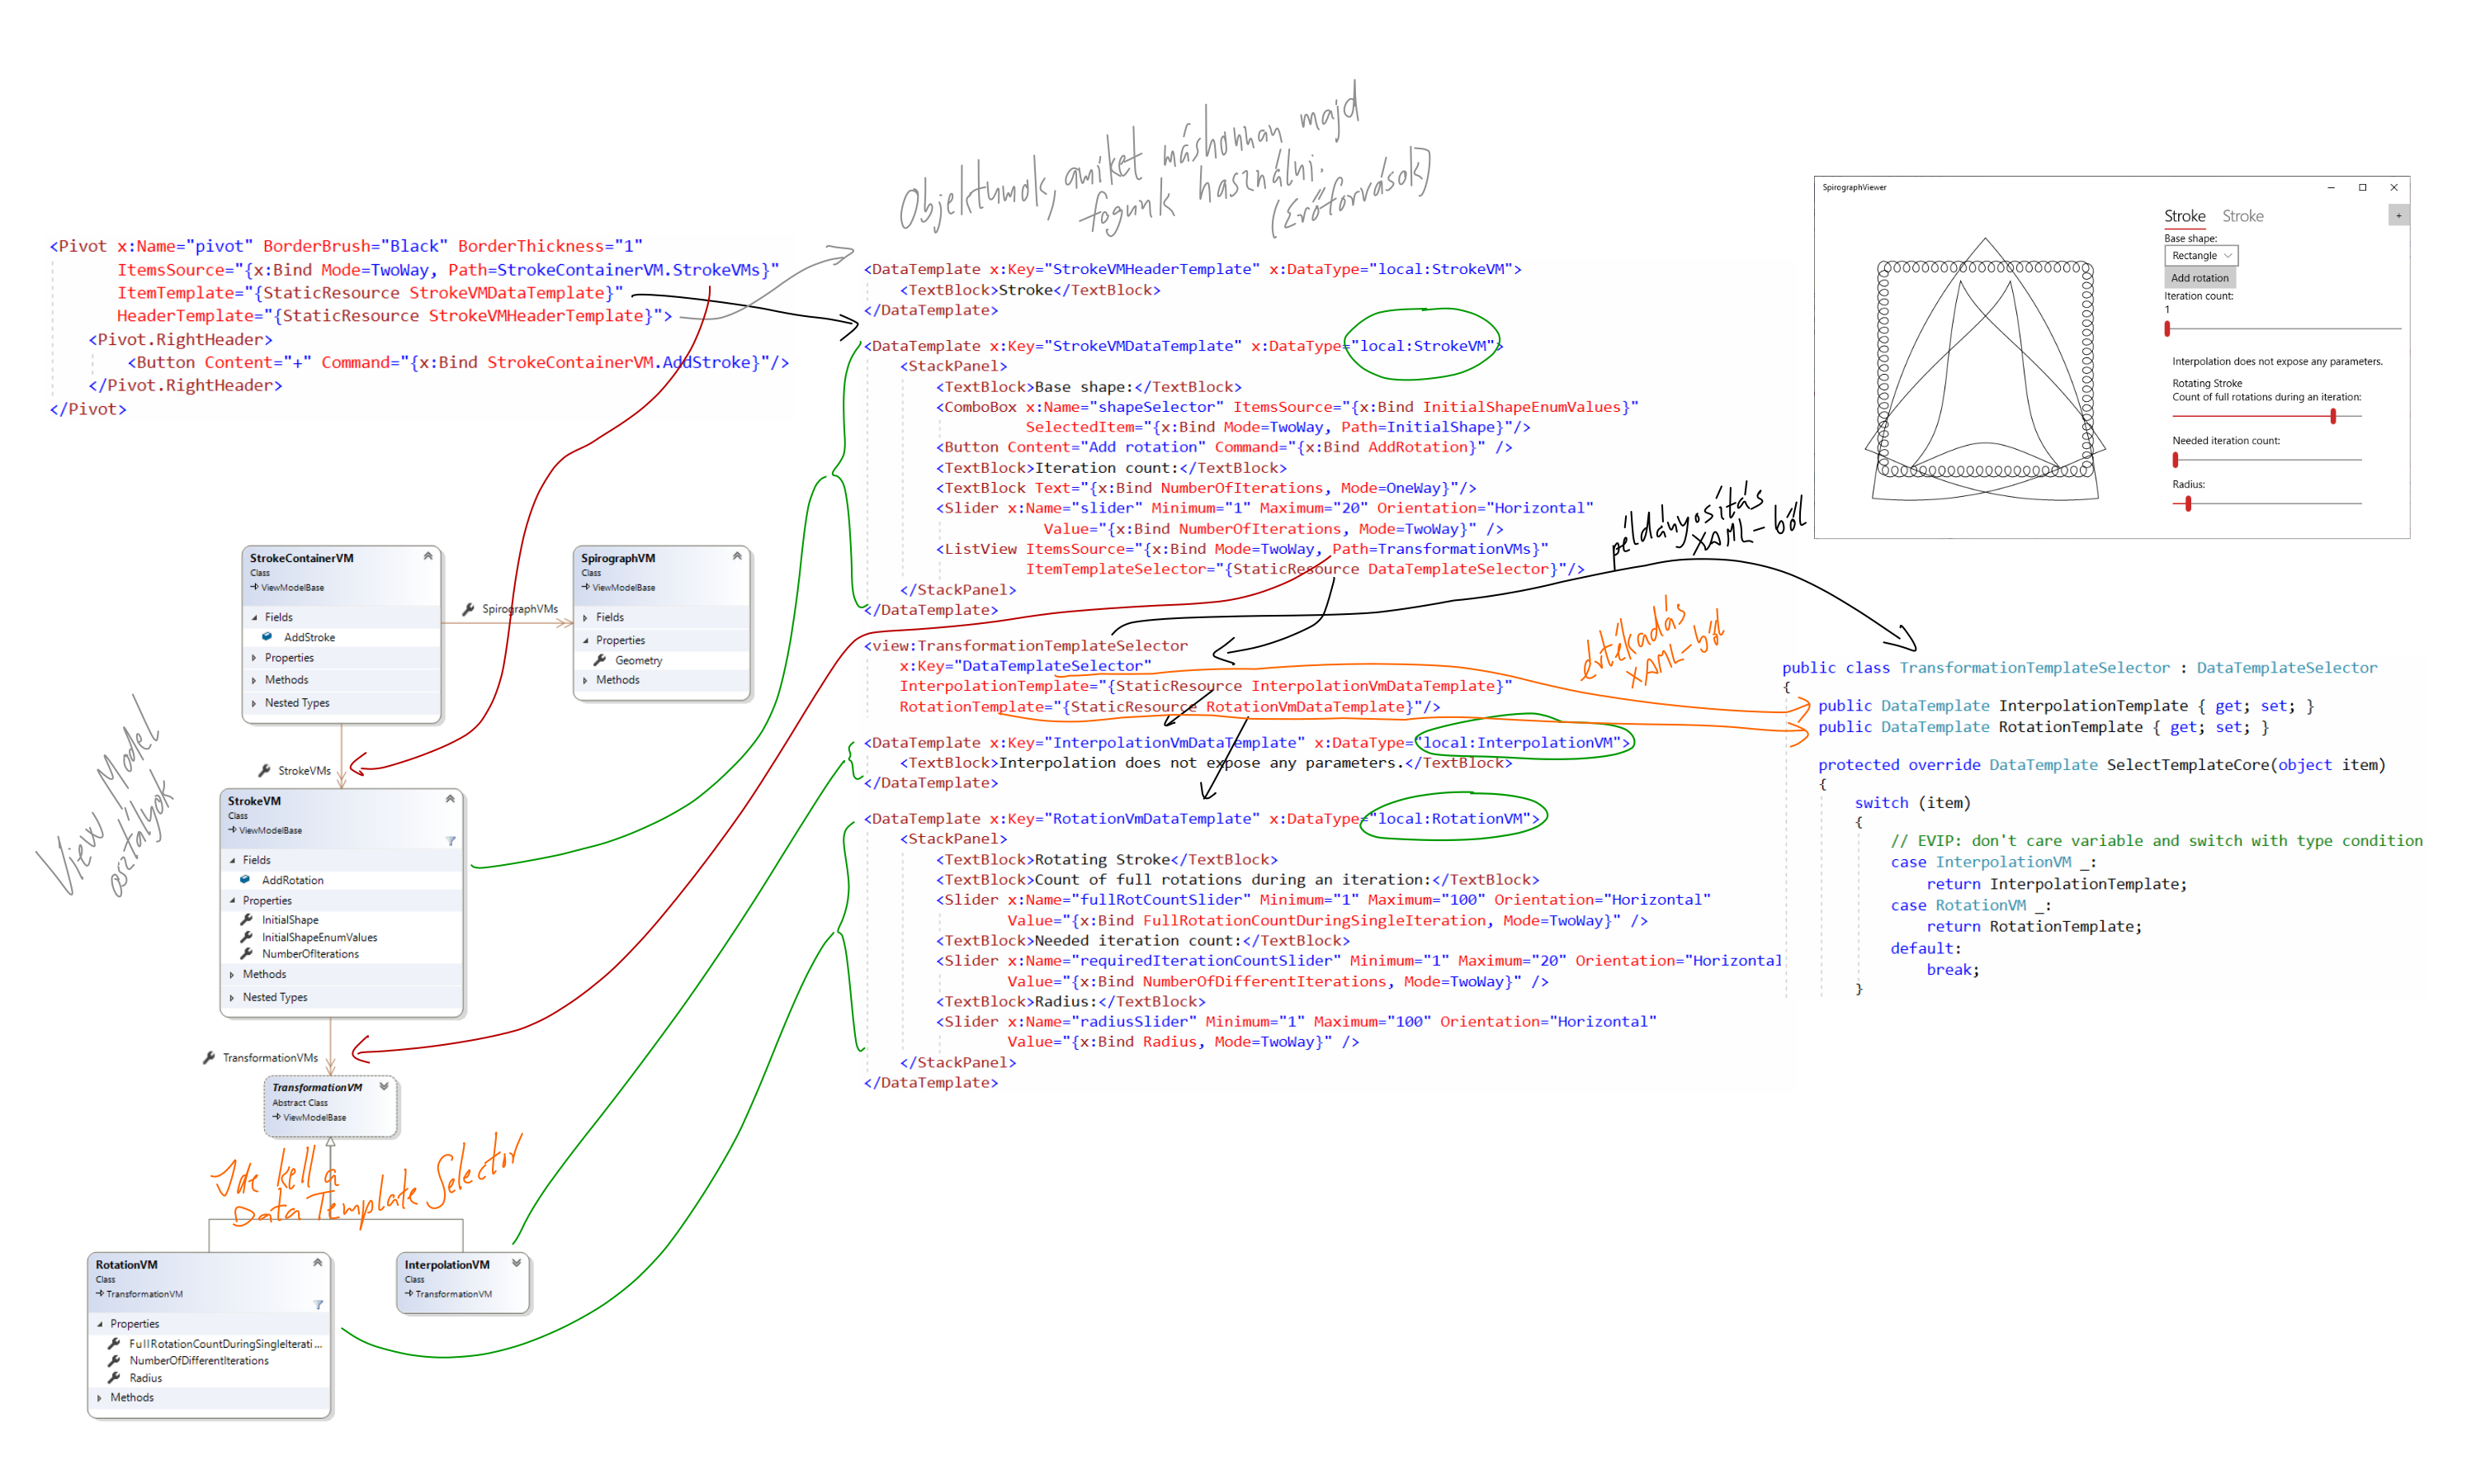 Objektumok, amiket máshonnan majd
fogunk használni.
(Erőforrások)
<Pivot x:Name="pivot" BorderBrush="Black" BorderThickness="1"
ItemsSource="{x:Bind Mode=TwoWay, Path=StrokeContainerVM.StrokeVMs}"
ItemTemplate="{StaticResource StrokeVMDataTemplate}"
HeaderTemplate="{StaticResource StrokeVMHeaderTemplate}">
<Pivot.RightHeader>
<Button Content="+" Command="{x:Bind StrokeContainerVM.AddStroke}"/>
</Pivot.RightHeader>
</Pivot>
<DataTemplate x:Key="StrokeVMHeaderTemplate" x:DataType="local:StrokeVM">
<TextBlock>Stroke</TextBlock>
</DataTemplate>
<DataTemplate x:Key="StrokeVMDataTemplate" x:DataType="local:StrokeVM">
<StackPanel>
<TextBlock>Base shape:</TextBlock>
<ComboBox x:Name="shapeSelector" ItemsSource="{x:Bind InitialShapeEnumValues}"
SelectedItem="{x:Bind Mode=TwoWay, Path=InitialShape}"/>
<Button Content="Add rotation" Command="{x:Bind AddRotation}" />
<TextBlock>Iteration count:</TextBlock>
<TextBlock Text="{x:Bind NumberOfIterations, Mode=OneWay}"/>
<Slider x:Name="slider" Minimum="1" Maximum="20" Orientation="Horizontal"
Value="{x:Bind NumberOfIterations, Mode=TwoWay}" />
<ListView ItemsSource="{x:Bind Mode=TwoWay, Path=TransformationVMs}"
ItemTemplateSelector="{StaticResource DataTemplateSelector}"/>
</StackPanel>
</DataTemplate>
<view:TransformationTemplateSelector
x:Key="DataTemplateSelector"
InterpolationTemplate="{StaticResource InterpolationVmDataTemplate}"
RotationTemplate="{StaticResource RotationVmDataTemplate}"/>
<DataTemplate x:Key="InterpolationVmDataTemplate" x:DataType="local:InterpolationVM">
<TextBlock>Interpolation does not expose any parameters.</TextBlock>
</DataTemplate>
<DataTemplate x:Key="RotationVmDataTemplate" x:DataType="local:RotationVM">
<StackPanel>
<TextBlock>Rotating Stroke</TextBlock>
<TextBlock>Count of full rotations during an iteration:</TextBlock>
<Slider x:Name="fullRotCountSlider" Minimum="1" Maximum="100" Orientation="Horizontal"
Value="{x:Bind FullRotationCountDuringSingleIteration, Mode=TwoWay}" />
<TextBlock>Needed iteration count:</TextBlock>
<Slider x:Name="requiredIterationCountSlider" Minimum="1" Maximum="20" Orientation="Horizontal
Value="{x:Bind NumberOfDifferentIterations, Mode=TwoWay}" />
<TextBlock>Radius:</TextBlock>
<Slider x:Name="radiusSlider" Minimum="1" Maximum="100" Orientation="Horizontal"
Value="{x:Bind Radius, Mode=TwoWay}" />
</StackPanel>
</DataTemplate>
SpirographViewer
Stroke Stroke
+
Base shape:
Rectangle
Add rotation
Iteration count:
1
Interpolation does not expose any parameters.
Rotating Stroke
Count of full rotations during an iteration:
Needed iteration count:
Radius:
példányosítás
XAML-ből
értékadás
XAML-ből
public class TransformationTemplateSelector : DataTemplateSelector
{
public DataTemplate InterpolationTemplate { get; set; }
public DataTemplate RotationTemplate { get; set; }
protected override DataTemplate SelectTemplateCore(object item)
{
switch (item)
{
// EVIP: don't care variable and switch with type condition
case InterpolationVM _:
return InterpolationTemplate;
case RotationVM _:
return RotationTemplate;
default:
break;
}
View Model
osztályok
StrokeContainerVM
Class
ViewModelBase
Fields
AddStroke
Properties
Methods
Nested Types
SpirographVMs
SpirographVM
Class
ViewModelBase
Fields
Properties
Geometry
Methods
StrokeVMs
StrokeVM
Class
ViewModelBase
Fields
AddRotation
Properties
InitialShape
InitialShapeEnumValues
NumberOfIterations
Methods
Nested Types
TransformationVMs
TransformationVM
Abstract Class
ViewModelBase
Ide kell a
Data Template Selector
RotationVM
Class
TransformationVM
Properties
FullRotationCountDuringSingleIterati...
NumberOfDifferentIterations
Radius
Methods
InterpolationVM
Class
TransformationVM